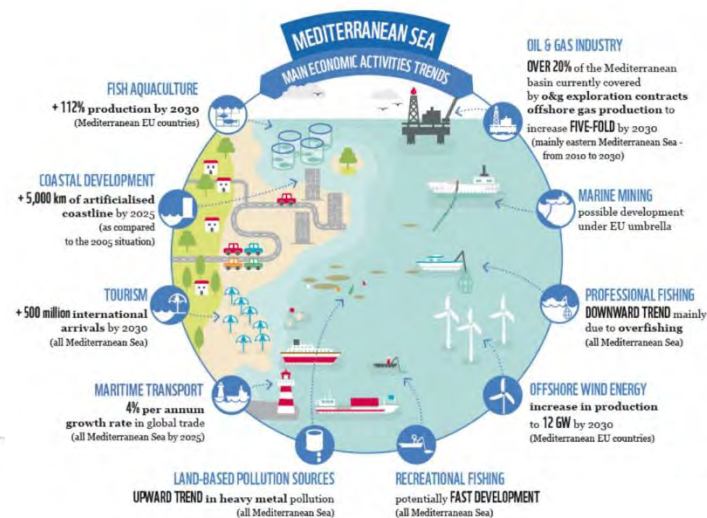 MEDITERRANEAN SEA
MAIN ECONOMIC ACTIVITIES TRENDS
FISH AQUACULTURE
+ 112% production by 2030
(Mediterranean EU countries)
COASTAL DEVELOPMENT
+ 5,000 km of artificialised
coastline by 2025
(as compared
to the 2005 situation)
TOURISM
+ 500 million international
arrivals by 2030
(all Mediterranean Sea)
MARITIME TRANSPORT
4% per annum
growth rate in global trade
(all Mediterranean Sea by 2025)
LAND-BASED POLLUTION SOURCES
UPWARD TREND in heavy metal pollution
(all Mediterranean Sea)
RECREATIONAL FISHING
potentially FAST DEVELOPMENT
(all Mediterranean Sea)
OIL & GAS INDUSTRY
OVER 20% of the Mediterranean
basin currently covered
by o&g exploration contracts
offshore gas production to
increase FIVE-FOLD by 2030
(mainly eastern Mediterranean Sea -
from 2010 to 2030)
MARINE MINING
possible development
under EU umbrella
PROFESSIONAL FISHING
DOWNWARD TREND mainly
due to overfishing
(all Mediterranean Sea)
OFFSHORE WIND ENERGY
increase in production
to 12 GW by 2030
(Mediterranean EU countries)